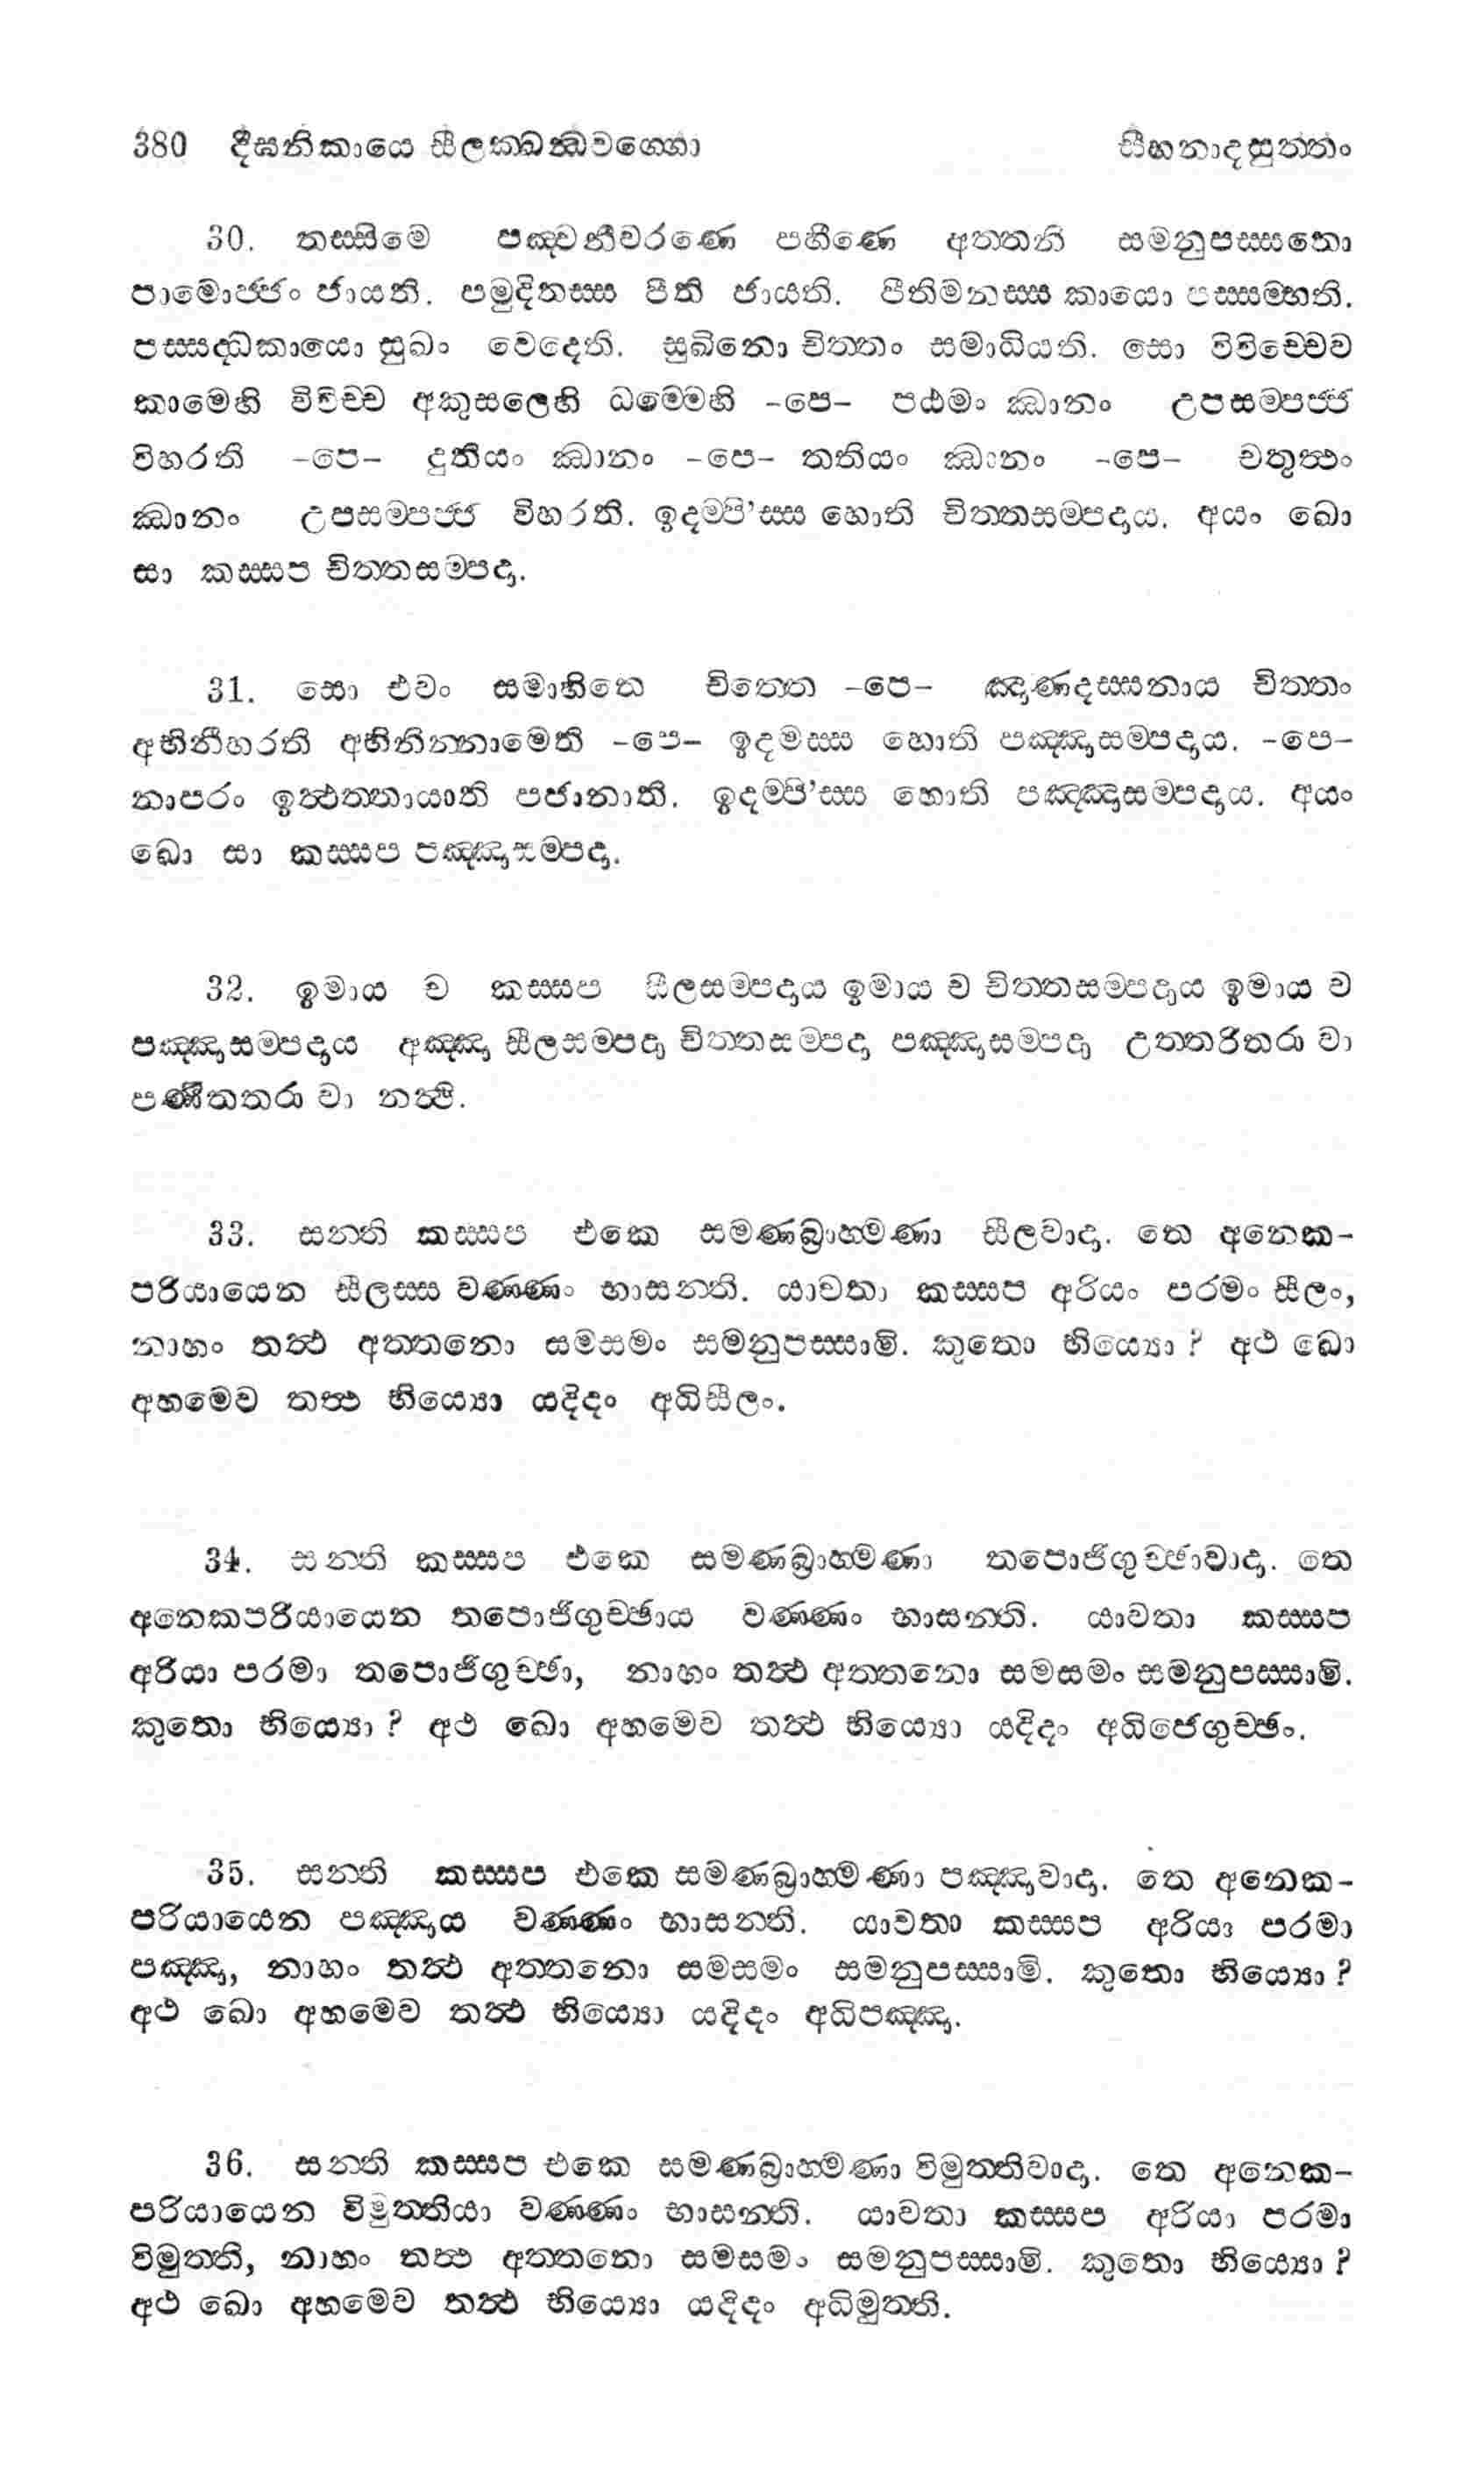 380 දීඝනිකායෙ සීලක්ඛන්ධවග්ගො සීහනාදසුත්තං
30. තස්සිමෙ පඤ්චනීවරණෙ පහීණෙ අත්තනි සමනුපස්සතො
පාමොජ්ජං ජායති. පමුදිතස්ස පීති ජායති. පීතිමනස්ස කායො පස්සම්භති.
පස්සද්ධකායො සුඛං වෙදෙති. සුඛිනො චිත්තං සමාධියති. සො විවිච්චෙව
කාමෙහි විවිච්ච අකුසලෙහි ධම්මෙහි -පෙ- පඨමං ඣානං උපසම්පජ්ජ
විහරති -පෙ- දුතියං ඣානං -පෙ- තතියං ඣානං -පෙ- චතුත්ථං
ඣානං උපසම්පජ්ජ විහරති. ඉදම්පි'ස්ස හොති චිත්තසම්පදාය. අයං ඛො
සා කස්සප චිත්තසම්පදා.
31. සො එවං සමාහිතෙ චිත්තෙ -පෙ- ඤාණදස්සනාය චිත්තං
අභිනීහරති අභිනින්නාමෙති -පෙ- ඉදමස්ස හොති පඤ්ඤාසම්පදාය. -පෙ-
නාපරං ඉත්ථත්තායාති පජානාති. ඉදම්පි'ස්ස හොති පඤ්ඤාසම්පදාය. අයං
ඛො සා කස්සප පඤ්ඤාසම්පදා.
32. ඉමාය ච කස්සප සීලසම්පදාය ඉමාය ච චිත්තසම්පදාය ඉමාය ච
පඤ්ඤාසම්පදාය අඤ්ඤා සීලසම්පදා චිත්තසම්පදා පඤ්ඤාසම්පදා උත්තරිතරා වා
පණීතතරා වා නත්ථි.
33. සන්ති කස්සප එකෙ සමණබ්‍රාහ්මණා සීලවාදා. තෙ අනෙක-
පරියායෙන සීලස්ස වණ්ණං භාසන්ති. යාවතා කස්සප අරියං පරමං සීලං,
නාහං තත්ථ අත්තනො සමසමං සමනුපස්සාමි. කුතො භිය්‍යො ? අථ ඛො
අහමෙව තත්ථ භිය්‍යො යදිදං අධිසීලං.
34. සන්ති කස්සප එකෙ සමණබ්‍රාහ්මණා තපොජිගුච්ඡාවාදා. තෙ
අනෙකපරියායෙන තපොජිගුච්ඡාය වණ්ණං භාසන්ති. යාවතා කස්සප
අරියා පරමා තපොජිගුච්ඡා, නාහං තත්ථ අත්තනො සමසමං සමනුපස්සාමි.
කුතො භිය්‍යො ? අථ ඛො අහමෙව තත්ථ භිය්‍යො යදිදං අධිජෙගුච්ඡං.
35. සන්ති කස්සප එකෙ සමණබ්‍රාහ්මණා පඤ්ඤාවාදා. තෙ අනෙක-
පරියායෙන පඤ්ඤාය වණ්ණං භාසන්ති. යාවතා කස්සප අරියා පරමා
පඤ්ඤා, නාහං තත්ථ අත්තනො සමසමං සමනුපස්සාමි. කුතො භිය්‍යො ?
අථ ඛො අහමෙව තත්ථ භිය්‍යො යදිදං අධිපඤ්ඤා.
36. සන්ති කස්සප එකෙ සමණබ්‍රාහ්මණා විමුත්තිවාදා. තෙ අනෙක-
පරියායෙන විමුත්තියා වණ්ණං භාසන්ති. යාවතා කස්සප අරියා පරමා
විමුත්ති, නාහං තත්ථ අත්තනො සමසමං සමනුපස්සාමි. කුතො භිය්‍යො ?
අථ ඛො අහමෙව තත්ථ භිය්‍යො යදිදං අධිමුත්ති.